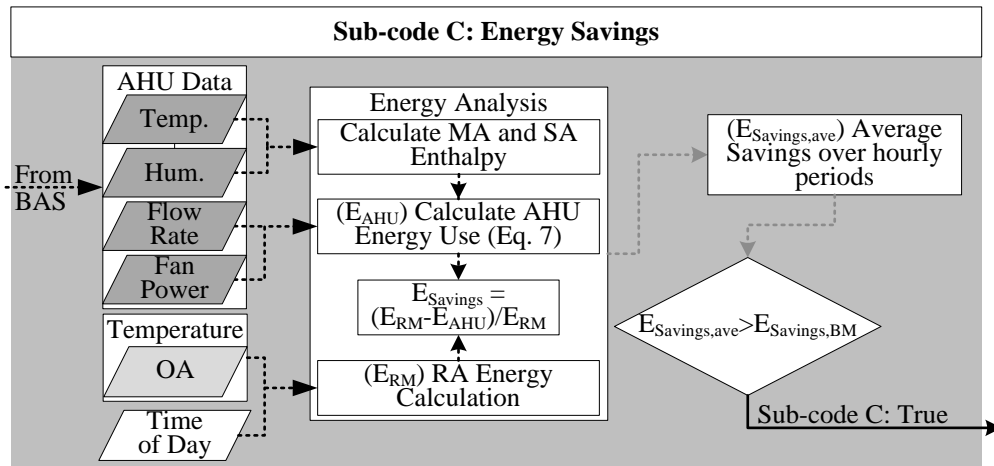 Sub-code C: Energy Savings
From
BAS
AHU Data
Temp.
Hum.
Flow
Rate
Fan
Power
Temperature
OA
Time
of Day
Energy Analysis
Calculate MA and SA
Enthalpy
(E_AHU) Calculate AHU
Energy Use (Eq. 7)
E_Savings =
(E_RM-E_AHU)/E_RM
(E_RM) RA Energy
Calculation
(E_Savings,ave) Average
Savings over hourly
periods
E_Savings,ave>E_Savings,BM
Sub-code C: True